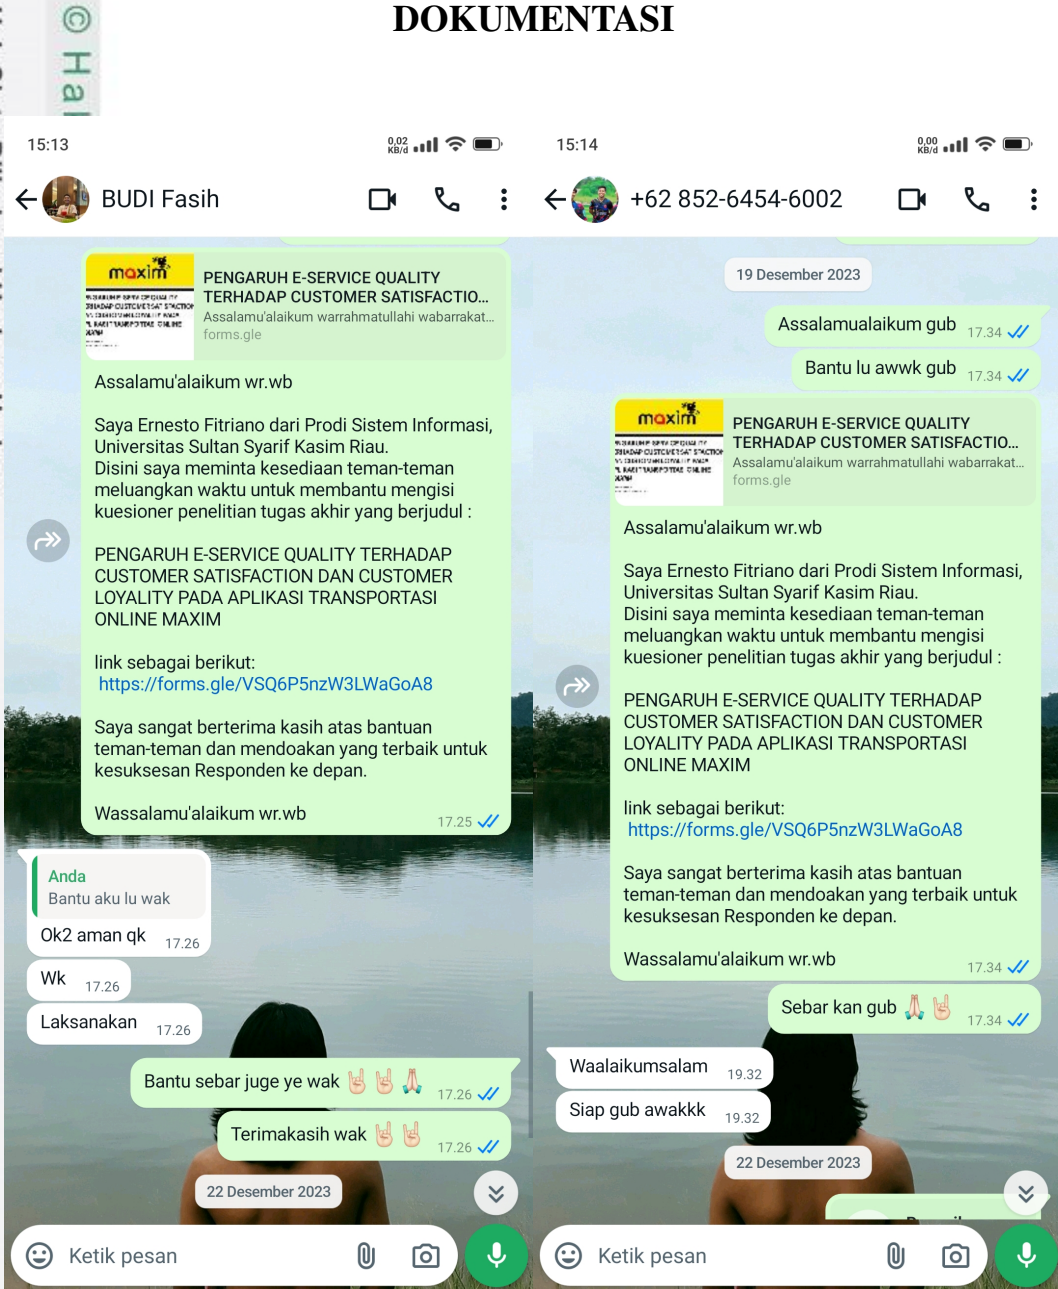 DOKUMENTASI
© Ha
15:13
0,02 KB/d
BUDI Fasih
maxim
PENGARUH E-SERVICE QUALITY
TERHADAP CUSTOMER SATISFACTIO...
Assalamu'alaikum warrahmatullahi wabarrakat...
forms.gle
Assalamu'alaikum wr.wb
Saya Ernesto Fitriano dari Prodi Sistem Informasi,
Universitas Sultan Syarif Kasim Riau.
Disini saya meminta kesediaan teman-teman
meluangkan waktu untuk membantu mengisi
kuesioner penelitian tugas akhir yang berjudul :
PENGARUH E-SERVICE QUALITY TERHADAP
CUSTOMER SATISFACTION DAN CUSTOMER
LOYALITY PADA APLIKASI TRANSPORTASI
ONLINE MAXIM
link sebagai berikut:
https://forms.gle/VSQ6P5nzW3LWaGoA8
Saya sangat berterima kasih atas bantuan
teman-teman dan mendoakan yang terbaik untuk
kesuksesan Responden ke depan.
Wassalamu'alaikum wr.wb
17.25
Anda
Bantu aku lu wak
Ok2 aman qk 17.26
Wk 17.26
Laksanakan 17.26
Bantu sebar juge ye wak 🤘🏻 🤘🏻 🙏🏻 17.26
Terimakasih wak 🤘🏻 🤘🏻 17.26
22 Desember 2023
Ketik pesan
15:14
0,00 KB/d
+62 852-6454-6002
19 Desember 2023
Assalamualaikum gub 17.34
Bantu lu awwk gub 17.34
maxim
PENGARUH E-SERVICE QUALITY
TERHADAP CUSTOMER SATISFACTIO...
Assalamu'alaikum warrahmatullahi wabarrakat...
forms.gle
Assalamu'alaikum wr.wb
Saya Ernesto Fitriano dari Prodi Sistem Informasi,
Universitas Sultan Syarif Kasim Riau.
Disini saya meminta kesediaan teman-teman
meluangkan waktu untuk membantu mengisi
kuesioner penelitian tugas akhir yang berjudul :
PENGARUH E-SERVICE QUALITY TERHADAP
CUSTOMER SATISFACTION DAN CUSTOMER
LOYALITY PADA APLIKASI TRANSPORTASI
ONLINE MAXIM
link sebagai berikut:
https://forms.gle/VSQ6P5nzW3LWaGoA8
Saya sangat berterima kasih atas bantuan
teman-teman dan mendoakan yang terbaik untuk
kesuksesan Responden ke depan.
Wassalamu'alaikum wr.wb
17.34
Sebar kan gub 🙏🏻 🤘🏻 17.34
Waalaikumsalam 19.32
Siap gub awakkk 19.32
22 Desember 2023
Ketik pesan